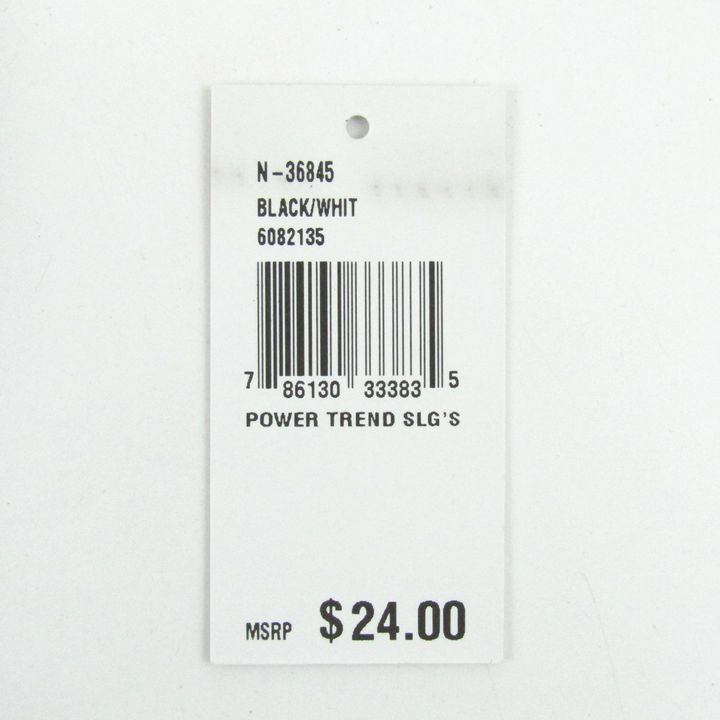 N-36845
BLACK/WHIT
6082135
7 86130 33383 5
POWER TREND SLG'S
MSRP $24.00